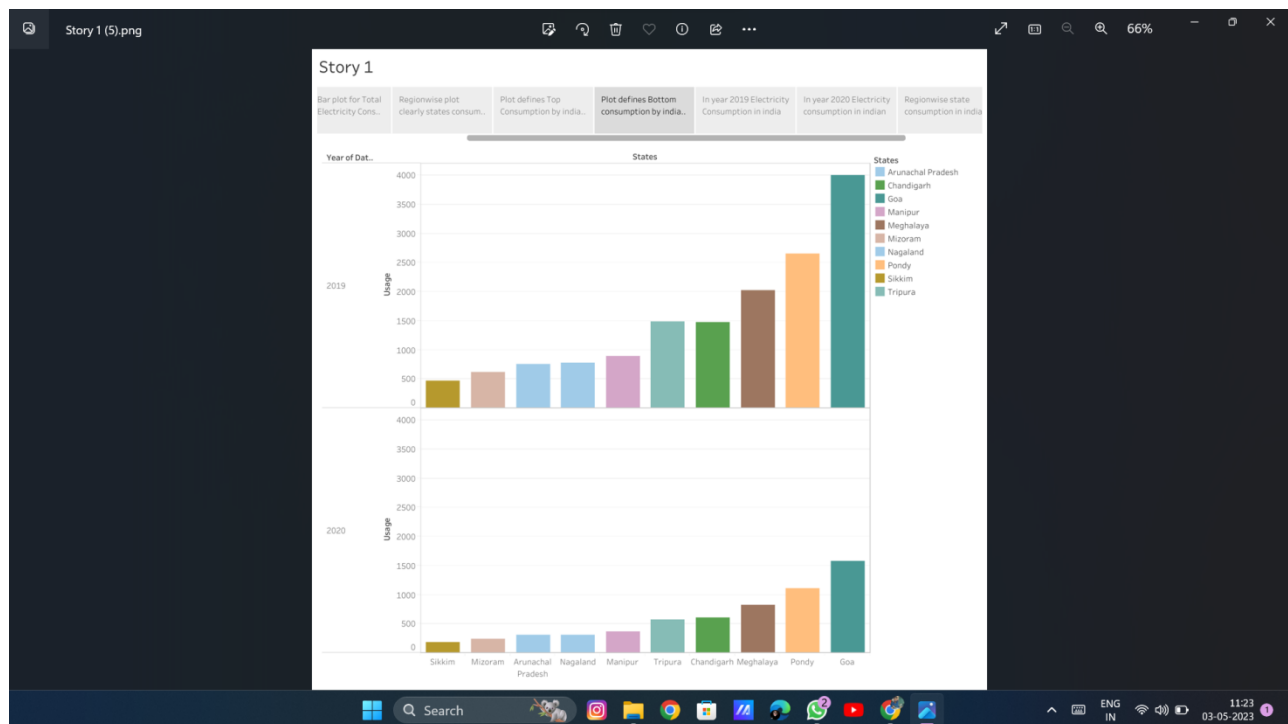 Story 1 (5).png
66%
Story 1
Bar plot for Total
Electricity Cons..
Regionwise plot
clearly states consum..
Plot defines Top
Consumption by india..
Plot defines Bottom
consumption by india..
In year 2019 Electricity
Consumption in India
In year 2020 Electricity
consumption in indian
Regionwise state
consumption in india
Year of Dat..
States
2019
Usage
4000
3500
3000
2500
2000
1500
1000
500
0
2020
Usage
4000
3500
3000
2500
2000
1500
1000
500
0
Sikkim
Mizoram
Arunachal
Pradesh
Nagaland
Manipur
Tripura
Chandigarh
Meghalaya
Pondy
Goa
States
Arunachal Pradesh
Chandigarh
Goa
Manipur
Meghalaya
Mizoram
Nagaland
Pondy
Sikkim
Tripura
Search
2
ENG
IN
11:23
03-05-2023
1